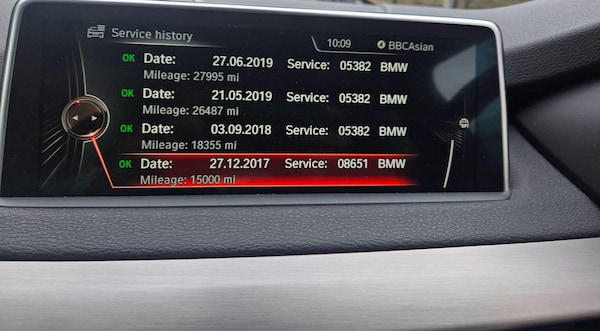 Service history
10:09 BBCAsian
OK Date: 27.06.2019 Service: 05382 BMW
Mileage: 27995 mi
OK Date: 21.05.2019 Service: 05382 BMW
Mileage: 26487 mi
OK Date: 03.09.2018 Service: 05382 BMW
Mileage: 18355 mi
OK Date: 27.12.2017 Service: 08651 BMW
Mileage: 15000 mi